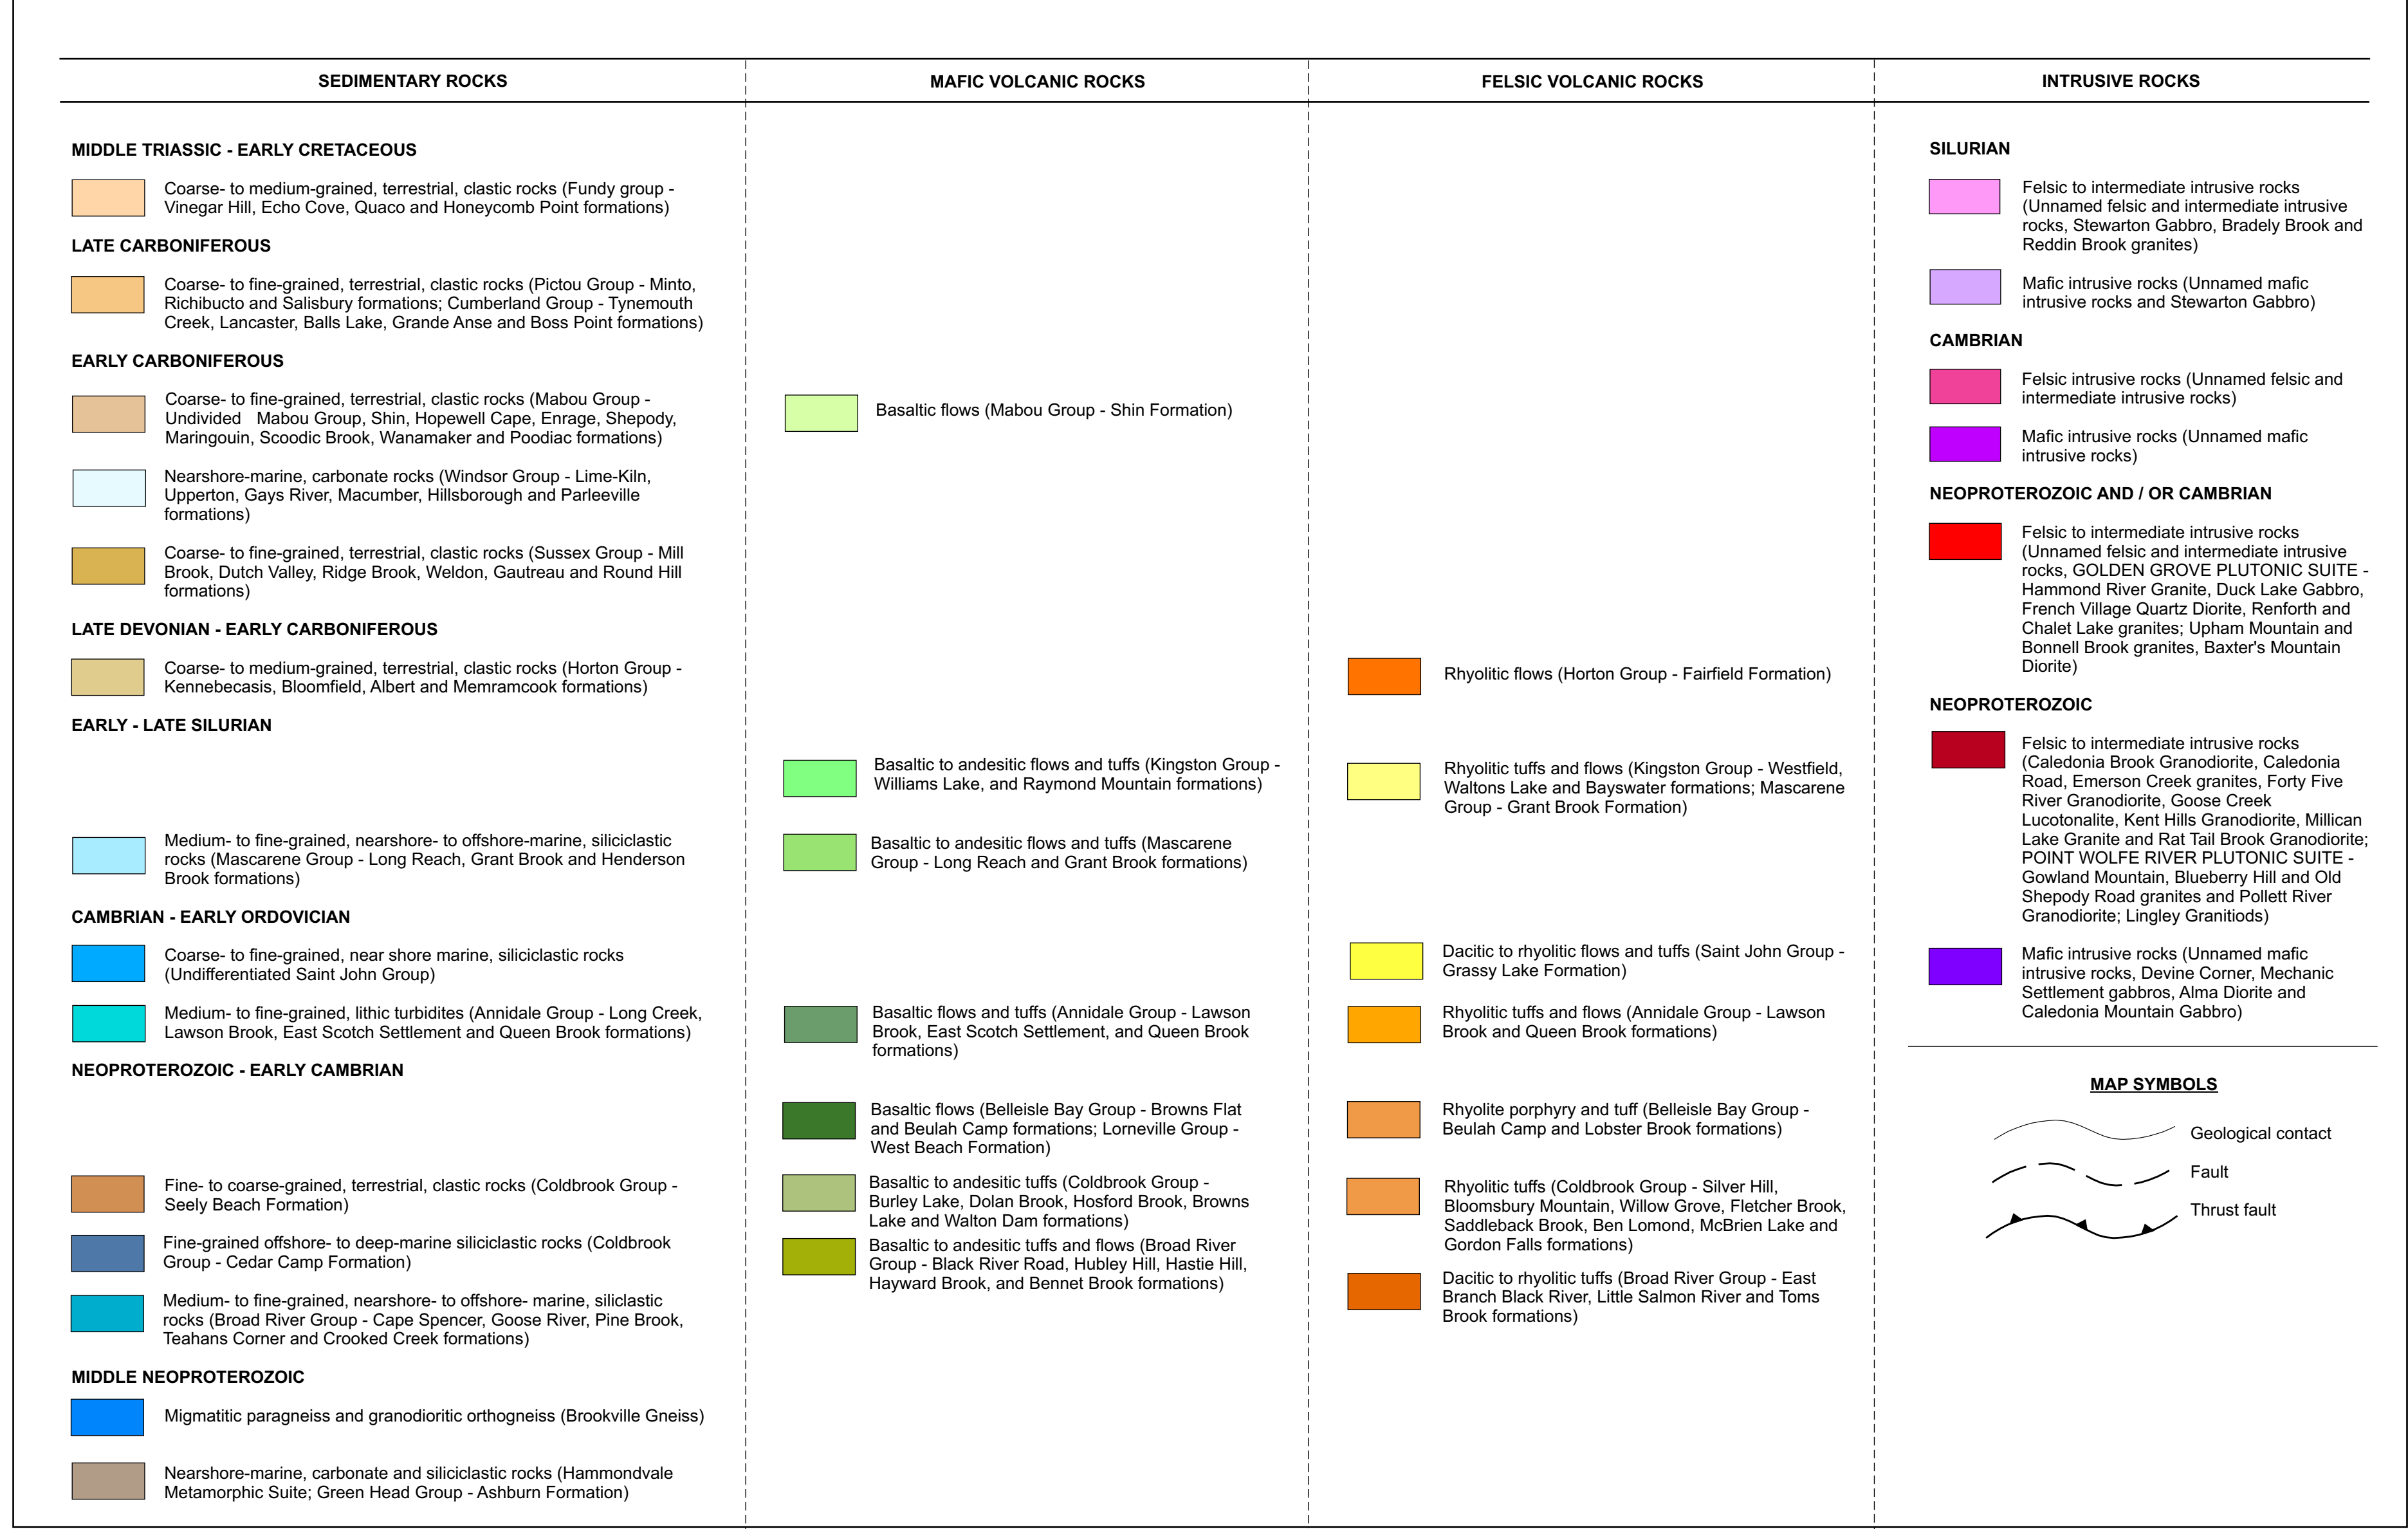 SEDIMENTARY ROCKS
MAFIC VOLCANIC ROCKS
FELSIC VOLCANIC ROCKS
INTRUSIVE ROCKS
MIDDLE TRIASSIC - EARLY CRETACEOUS
Coarse- to medium-grained, terrestrial, clastic rocks (Fundy group -
Vinegar Hill, Echo Cove, Quaco and Honeycomb Point formations)
LATE CARBONIFEROUS
Coarse- to fine-grained, terrestrial, clastic rocks (Pictou Group - Minto,
Richibucto and Salisbury formations; Cumberland Group - Tynemouth
Creek, Lancaster, Balls Lake, Grande Anse and Boss Point formations)
EARLY CARBONIFEROUS
Coarse- to fine-grained, terrestrial, clastic rocks (Mabou Group -
Undivided Mabou Group, Shin, Hopewell Cape, Enrage, Shepody,
Maringouin, Scoodic Brook, Wanamaker and Poodiac formations)
Nearshore-marine, carbonate rocks (Windsor Group - Lime-Kiln,
Upperton, Gays River, Macumber, Hillsborough and Parleeville
formations)
Coarse- to fine-grained, terrestrial, clastic rocks (Sussex Group - Mill
Brook, Dutch Valley, Ridge Brook, Weldon, Gautreau and Round Hill
formations)
LATE DEVONIAN - EARLY CARBONIFEROUS
Coarse- to medium-grained, terrestrial, clastic rocks (Horton Group -
Kennebecasis, Bloomfield, Albert and Memramcook formations)
EARLY - LATE SILURIAN
Medium- to fine-grained, nearshore- to offshore-marine, siliciclastic
rocks (Mascarene Group - Long Reach, Grant Brook and Henderson
Brook formations)
CAMBRIAN - EARLY ORDOVICIAN
Coarse- to fine-grained, near shore marine, siliciclastic rocks
(Undifferentiated Saint John Group)
Medium- to fine-grained, lithic turbidites (Annidale Group - Long Creek,
Lawson Brook, East Scotch Settlement and Queen Brook formations)
NEOPROTEROZOIC - EARLY CAMBRIAN
Fine- to coarse-grained, terrestrial, clastic rocks (Coldbrook Group -
Seely Beach Formation)
Fine-grained offshore- to deep-marine siliciclastic rocks (Coldbrook
Group - Cedar Camp Formation)
Medium- to fine-grained, nearshore- to offshore- marine, siliclastic
rocks (Broad River Group - Cape Spencer, Goose River, Pine Brook,
Teahans Corner and Crooked Creek formations)
MIDDLE NEOPROTEROZOIC
Migmatitic paragneiss and granodioritic orthogneiss (Brookville Gneiss)
Nearshore-marine, carbonate and siliciclastic rocks (Hammondvale
Metamorphic Suite; Green Head Group - Ashburn Formation)
Basaltic flows (Mabou Group - Shin Formation)
Basaltic to andesitic flows and tuffs (Kingston Group -
Williams Lake, and Raymond Mountain formations)
Basaltic to andesitic flows and tuffs (Mascarene
Group - Long Reach and Grant Brook formations)
Basaltic flows and tuffs (Annidale Group - Lawson
Brook, East Scotch Settlement, and Queen Brook
formations)
Basaltic flows (Belleisle Bay Group - Browns Flat
and Beulah Camp formations; Lorneville Group -
West Beach Formation)
Basaltic to andesitic tuffs (Coldbrook Group -
Burley Lake, Dolan Brook, Hosford Brook, Browns
Lake and Walton Dam formations)
Basaltic to andesitic tuffs and flows (Broad River
Group - Black River Road, Hubley Hill, Hastie Hill,
Hayward Brook, and Bennet Brook formations)
Rhyolitic flows (Horton Group - Fairfield Formation)
Rhyolitic tuffs and flows (Kingston Group - Westfield,
Waltons Lake and Bayswater formations; Mascarene
Group - Grant Brook Formation)
Dacitic to rhyolitic flows and tuffs (Saint John Group -
Grassy Lake Formation)
Rhyolitic tuffs and flows (Annidale Group - Lawson
Brook and Queen Brook formations)
Rhyolite porphyry and tuff (Belleisle Bay Group -
Beulah Camp and Lobster Brook formations)
Rhyolitic tuffs (Coldbrook Group - Silver Hill,
Bloomsbury Mountain, Willow Grove, Fletcher Brook,
Saddleback Brook, Ben Lomond, McBrien Lake and
Gordon Falls formations)
Dacitic to rhyolitic tuffs (Broad River Group - East
Branch Black River, Little Salmon River and Toms
Brook formations)
SILURIAN
Felsic to intermediate intrusive rocks
(Unnamed felsic and intermediate intrusive
rocks, Stewarton Gabbro, Bradely Brook and
Reddin Brook granites)
Mafic intrusive rocks (Unnamed mafic
intrusive rocks and Stewarton Gabbro)
CAMBRIAN
Felsic intrusive rocks (Unnamed felsic and
intermediate intrusive rocks)
Mafic intrusive rocks (Unnamed mafic
intrusive rocks)
NEOPROTEROZOIC AND / OR CAMBRIAN
Felsic to intermediate intrusive rocks
(Unnamed felsic and intermediate intrusive
rocks, GOLDEN GROVE PLUTONIC SUITE -
Hammond River Granite, Duck Lake Gabbro,
French Village Quartz Diorite, Renforth and
Chalet Lake granites; Upham Mountain and
Bonnell Brook granites, Baxter's Mountain
Diorite)
NEOPROTEROZOIC
Felsic to intermediate intrusive rocks
(Caledonia Brook Granodiorite, Caledonia
Road, Emerson Creek granites, Forty Five
River Granodiorite, Goose Creek
Lucotonalite, Kent Hills Granodiorite, Millican
Lake Granite and Rat Tail Brook Granodiorite;
POINT WOLFE RIVER PLUTONIC SUITE -
Gowland Mountain, Blueberry Hill and Old
Shepody Road granites and Pollett River
Granodiorite; Lingley Granitiods)
Mafic intrusive rocks (Unnamed mafic
intrusive rocks, Devine Corner, Mechanic
Settlement gabbros, Alma Diorite and
Caledonia Mountain Gabbro)
MAP SYMBOLS
Geological contact
Fault
Thrust fault